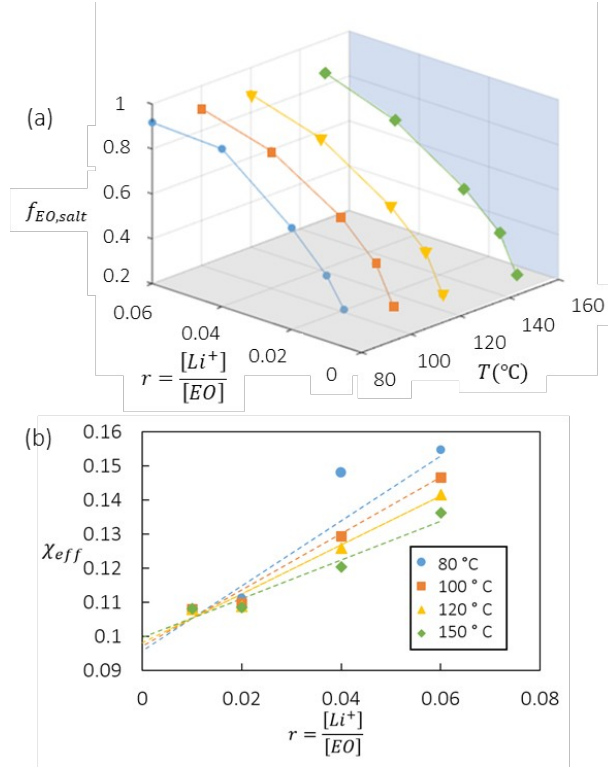 (a)
1
0.8
0.6
0.4
0.2
f_{EO,salt}
0.06
0.04
0.02
0
r = [Li⁺]/[EO]
80
100
120
140
160
T(°C)
(b)
0.16
0.15
0.14
0.13
0.12
0.11
0.1
0.09
χ_{eff}
80 °C
100 °C
120 °C
150 °C
0
0.02
0.04
0.06
0.08
r = [Li⁺]/[EO]